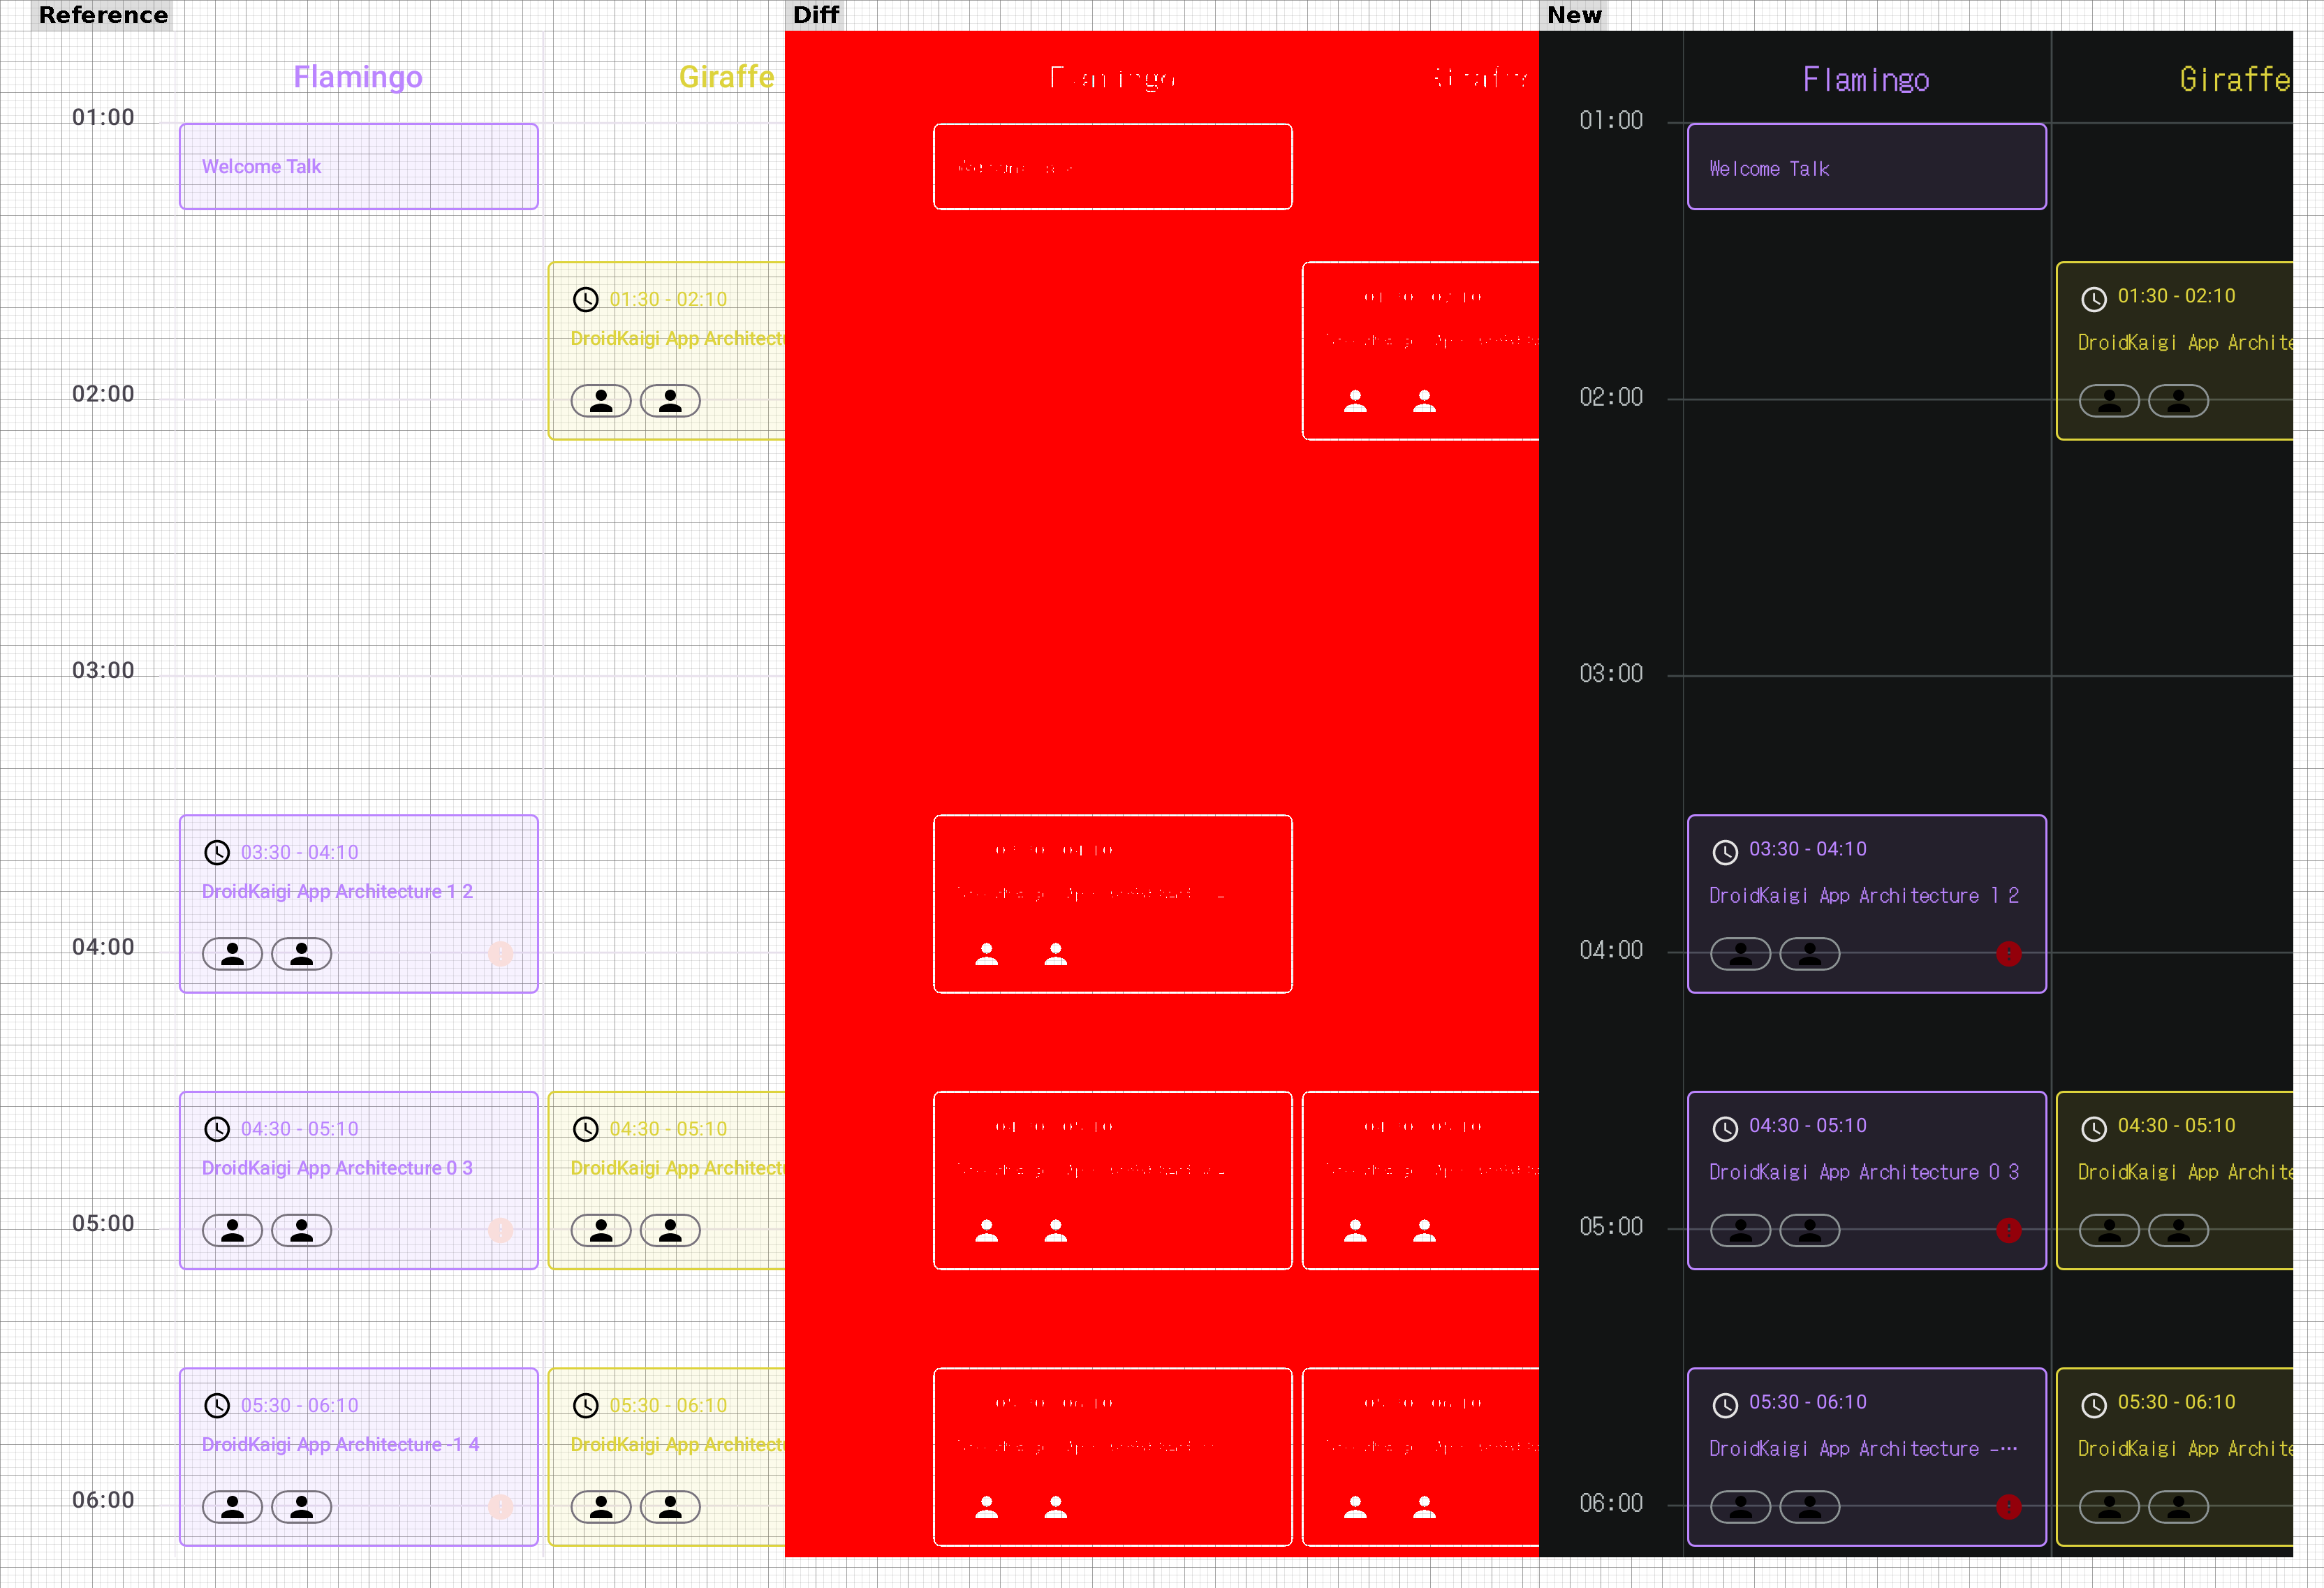 Reference
Flamingo
Giraffe
01:00
Welcome Talk
01:30 - 02:10
DroidKaigi App Architectu
02:00
03:00
03:30 - 04:10
DroidKaigi App Architecture 1 2
04:00
04:30 - 05:10
04:30 - 05:10
DroidKaigi App Architecture 0 3
DroidKaigi App Architectu
05:00
05:30 - 06:10
05:30 - 06:10
DroidKaigi App Architecture -1 4
DroidKaigi App Architectu
06:00
Diff
New
Flamingo
Giraffe
01:00
Welcome Talk
01:30 - 02:10
DroidKaigi App Archite
02:00
03:00
03:30 - 04:10
DroidKaigi App Architecture 1 2
04:00
04:30 - 05:10
04:30 - 05:10
DroidKaigi App Architecture 0 3
DroidKaigi App Archite
05:00
05:30 - 06:10
05:30 - 06:10
DroidKaigi App Architecture -…
DroidKaigi App Archite
06:00